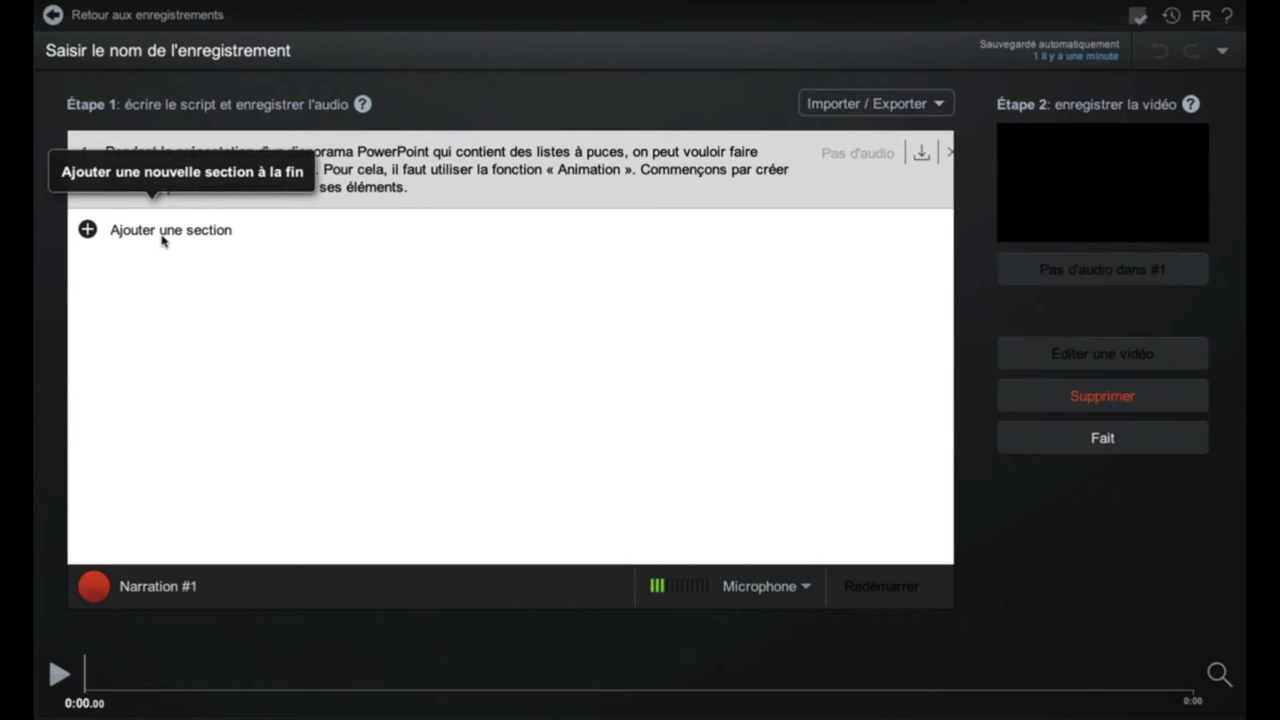 Retour aux enregistrements
FR ?
Saisir le nom de l'enregistrement
Sauvegardé automatiquement
1 il y a une minute
Étape 1: écrire le script et enregistrer l'audio ?
Importer / Exporter
Étape 2: enregistrer la vidéo ?
PowerPoint qui contient des listes à puces, on peut vouloir faire
Pas d'audio
Ajouter une nouvelle section à la fin
. Pour cela, il faut utiliser la fonction « Animation ». Commençons par créer
ses éléments.
Ajouter une section
Pas d'audio dans #1
Éditer une vidéo
Supprimer
Fait
Narration #1
Microphone
Redémarrer
0:00.00
0:00